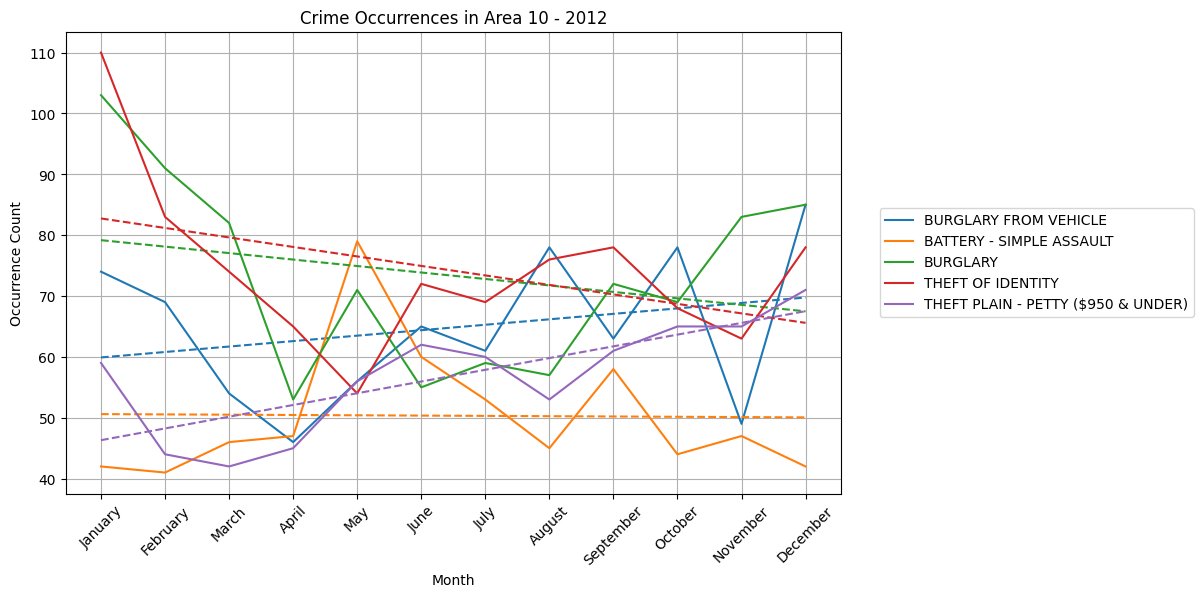 Crime Occurrences in Area 10 - 2012
Occurrence Count
110
100
90
80
70
60
50
40
January
February
March
April
May
June
July
August
September
October
November
December
Month
BURGLARY FROM VEHICLE
BATTERY - SIMPLE ASSAULT
BURGLARY
THEFT OF IDENTITY
THEFT PLAIN - PETTY ($950 & UNDER)